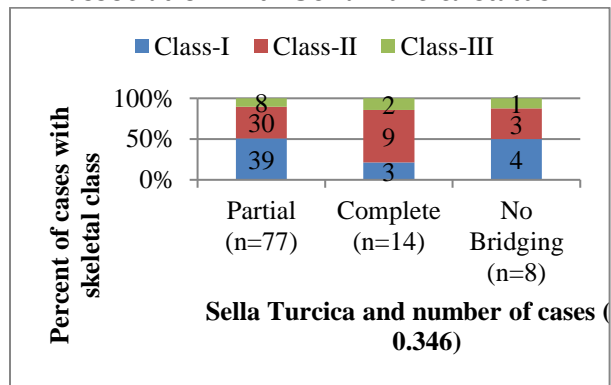 Class-I Class-II Class-III
100%
50%
0%
8 2 1
30 9 3
39 3 4
Partial (n=77)
Complete (n=14)
No Bridging (n=8)
Percent of cases with skeletal class
Sella Turcica and number of cases (
0.346)